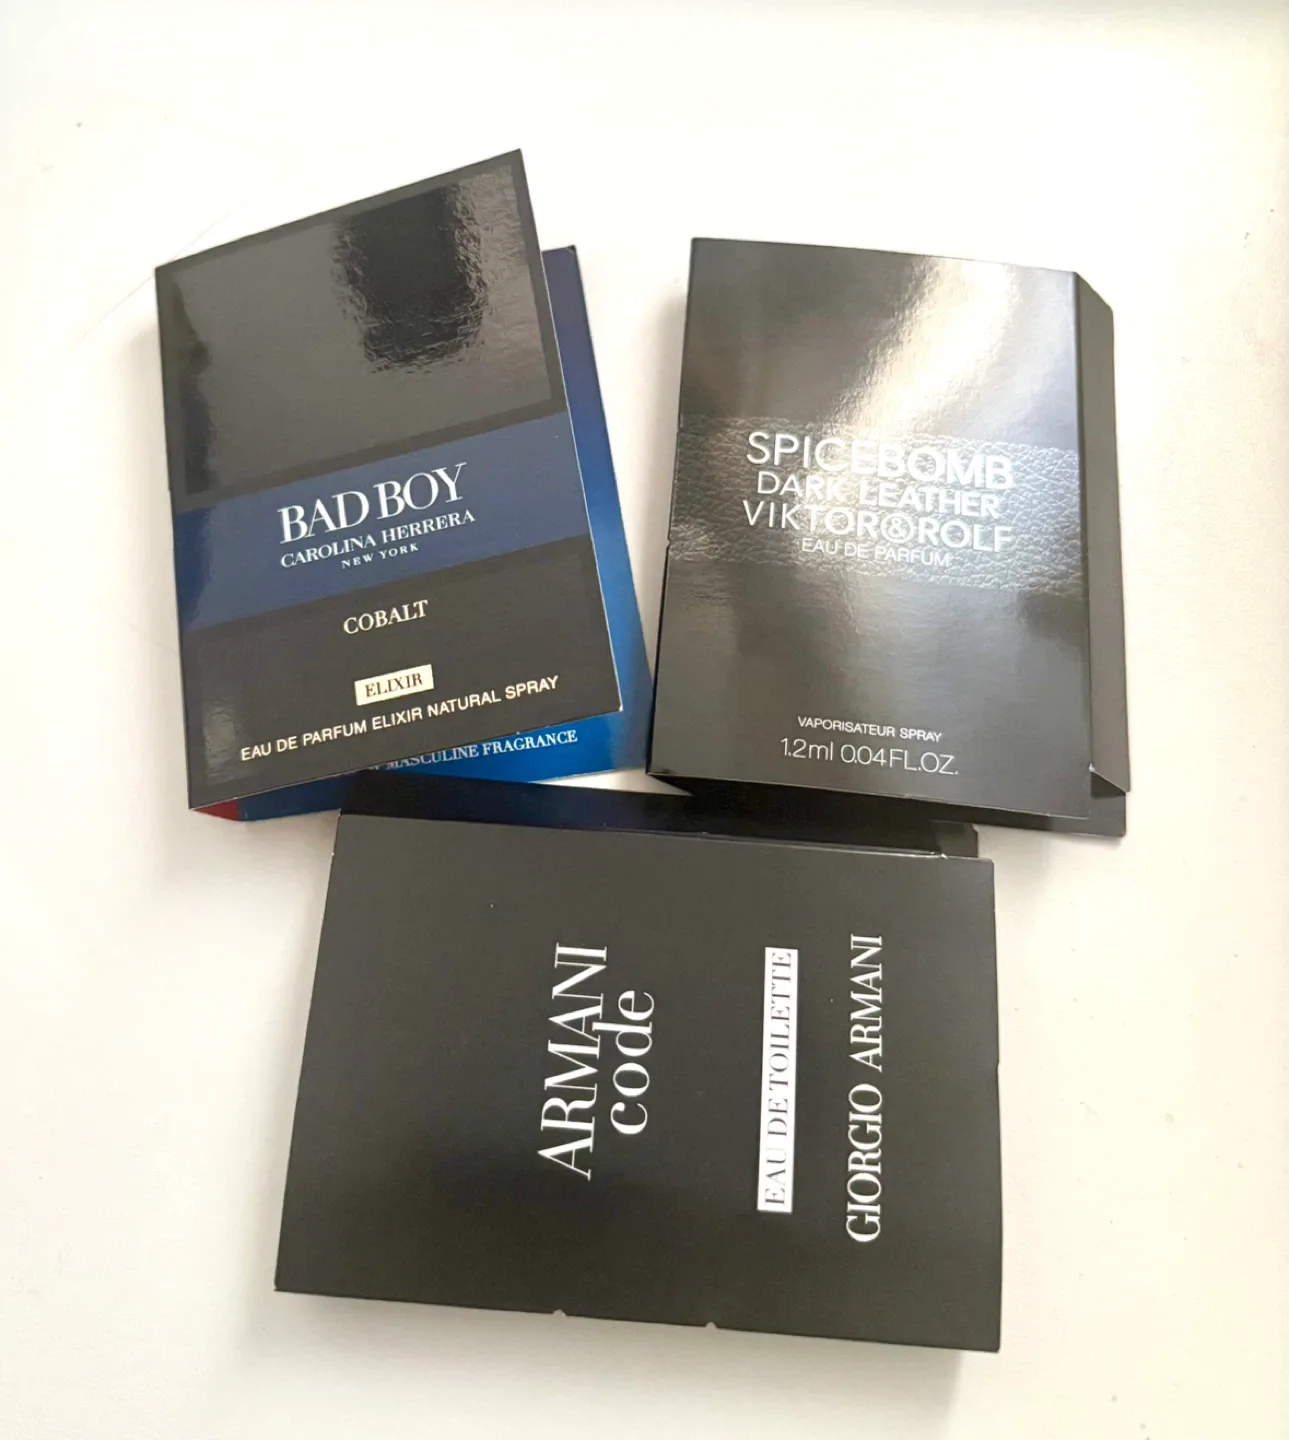 BAD BOY
CAROLINA HERRERA
NEW YORK
COBALT
ELIXIR
EAU DE PARFUM ELIXIR NATURAL SPRAY
MASCULINE FRAGRANCE
SPICEBOMB
DARK LEATHER
VIKTOR&ROLF
EAU DE PARFUM
VAPORISATEUR SPRAY
1.2ml 0.04FL.OZ.
ARMANI
code
EAU DE TOILETTE
GIORGIO ARMANI